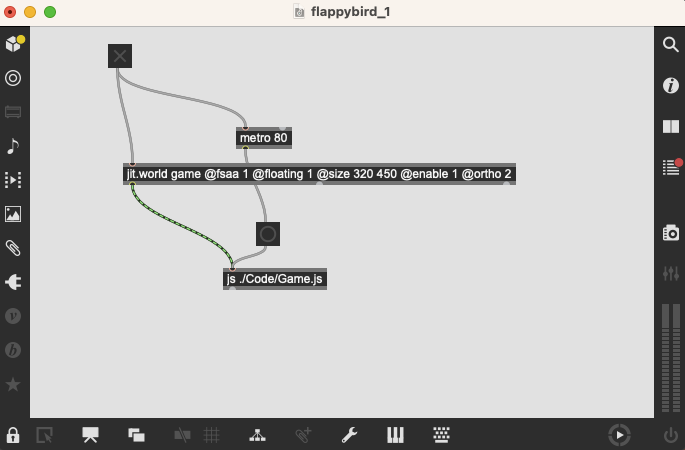 flappybird_1
metro 80
jit.world game @fsaa 1 @floating 1 @size 320 450 @enable 1 @ortho 2
js ./Code/Game.js